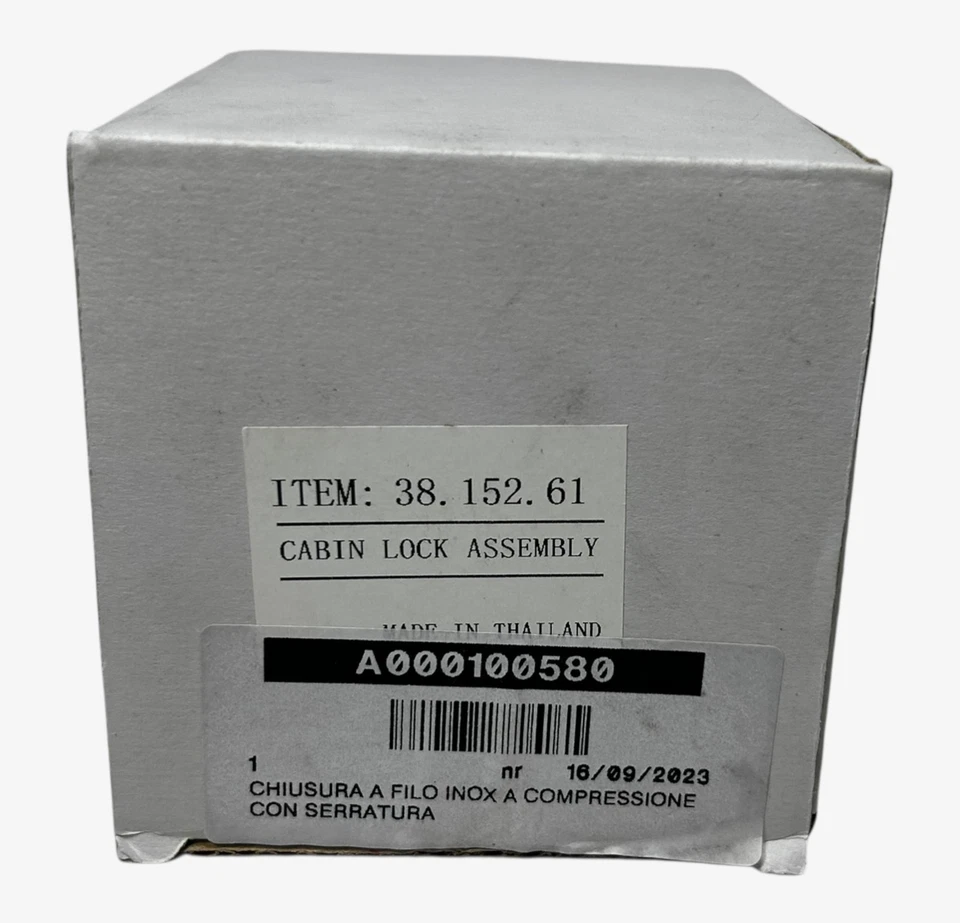 ITEM: 38.152.61
CABIN LOCK ASSEMBLY
MADE IN THAILAND
A000100580
1 nr 16/09/2023
CHIUSURA A FILO INOX A COMPRESSIONE
CON SERRATURA